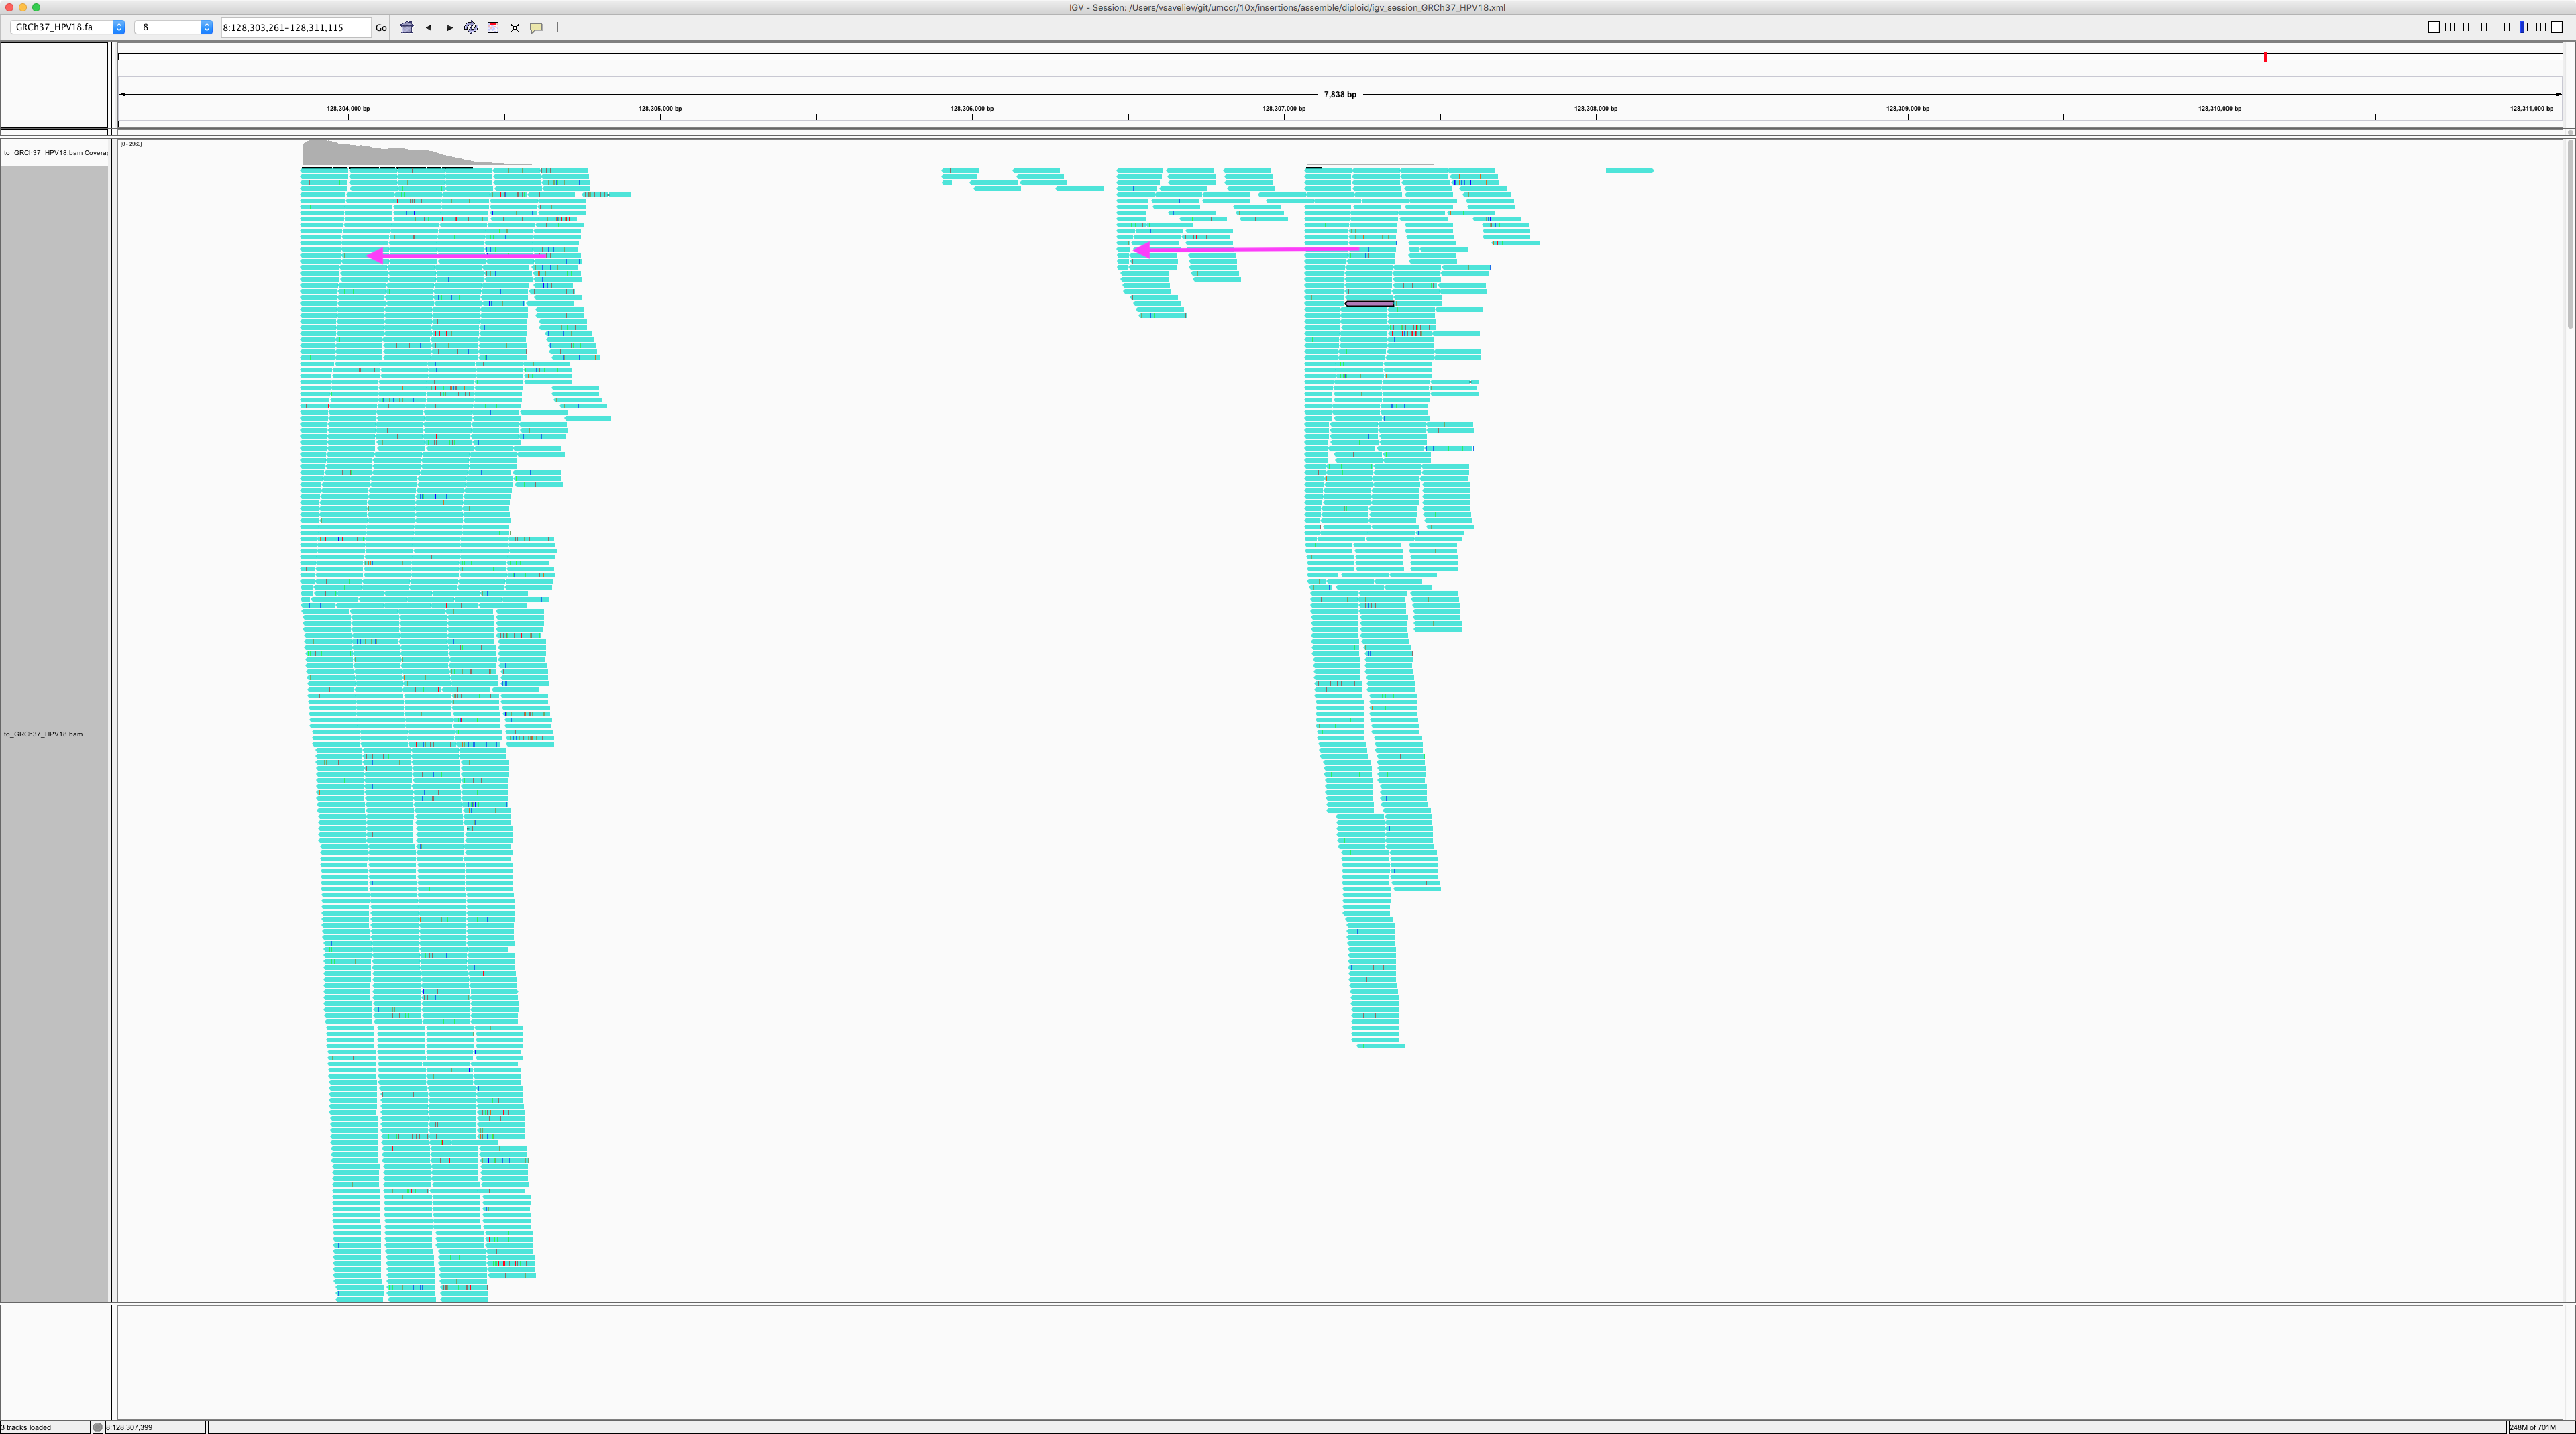 IGV - Session: /Users/vsaveliev/git/umccr/10x/insertions/assemble/diploid/igv_session_GRCh37_HPV18.xml
GRCh37_HPV18.fa 8 8:128,303,261-128,311,115 Go
7,838 bp
128,304,000 bp 128,305,000 bp 128,306,000 bp 128,307,000 bp 128,308,000 bp 128,309,000 bp 128,310,000 bp 128,311,000 bp
to_GRCh37_HPV18.bam Covera
[0 - 2969]
to_GRCh37_HPV18.bam
3 tracks loaded 8:128,307,399 248M of 701M